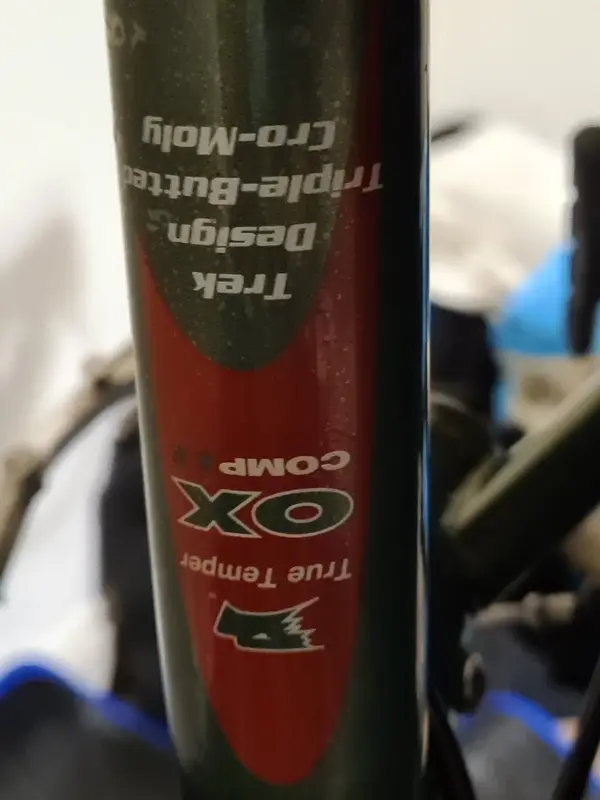 True Temper
OX
COMP
Trek
Design
Triple-Butted
Cro-Moly